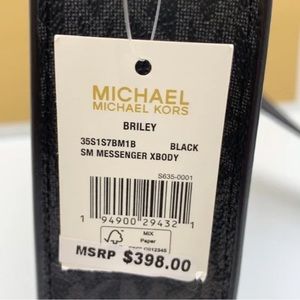 MICHAEL
MICHAEL KORS
BRILEY
35S1S7BM1B BLACK
SM MESSENGER XBODY
S635-0001
1 94900 29432 1
FSC
MIX
Paper
MSRP $398.00